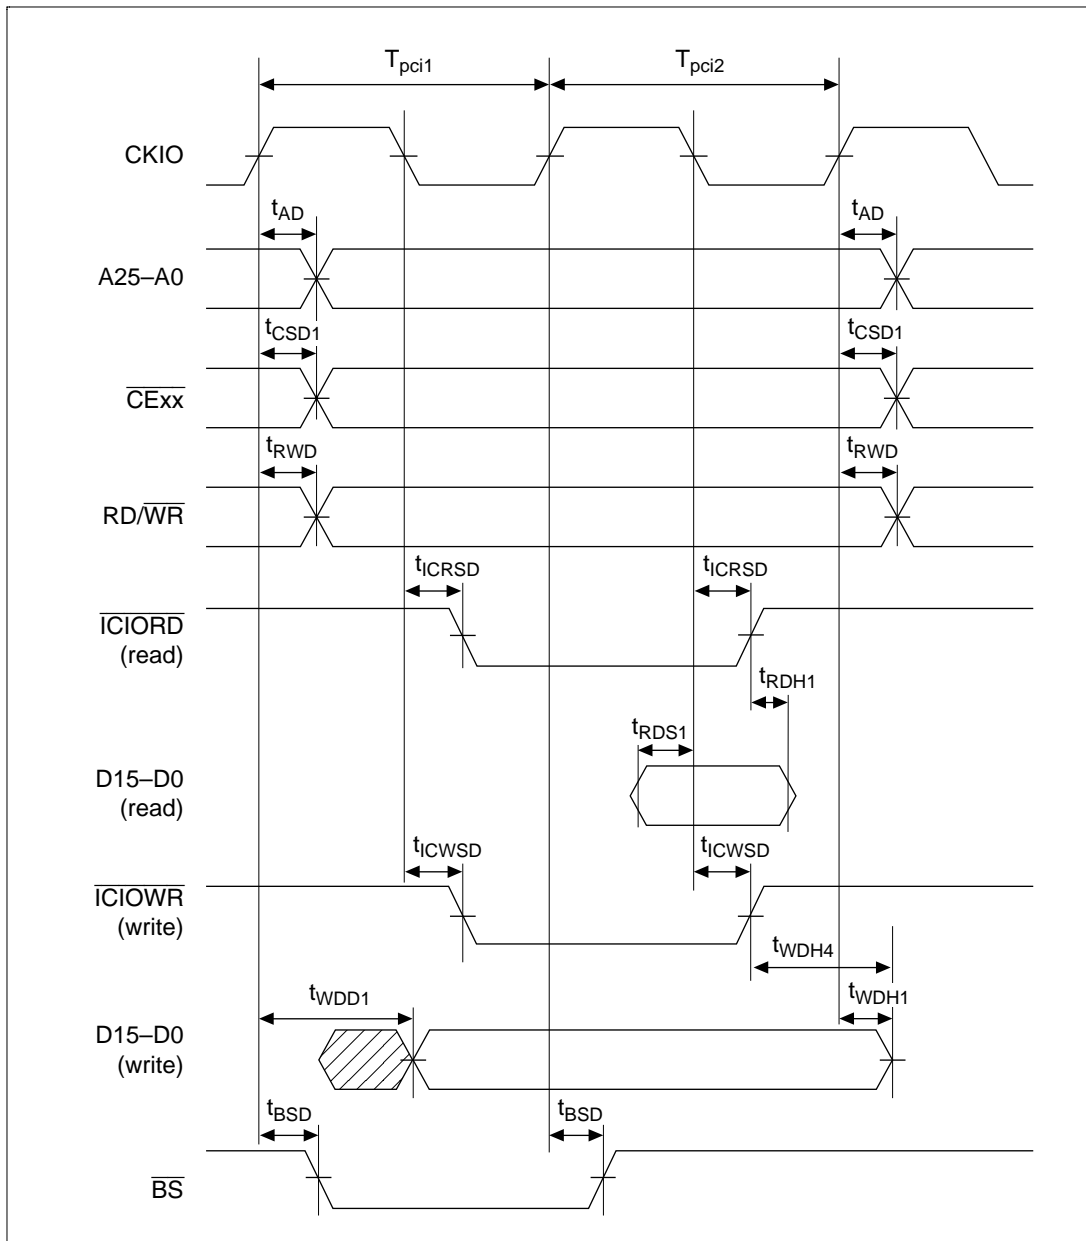 Tpci1 Tpci2
CKIO
tAD tAD
A25–A0
tCSD1 tCSD1
CExx
tRWD tRWD
RD/WR
tICRSD tICRSD
ICIORD
(read)
tRDH1
tRDS1
D15–D0
(read)
tICWSD tICWSD
ICIOWR
(write)
tWDH4
tWDD1 tWDH1
D15–D0
(write)
tBSD tBSD
BS